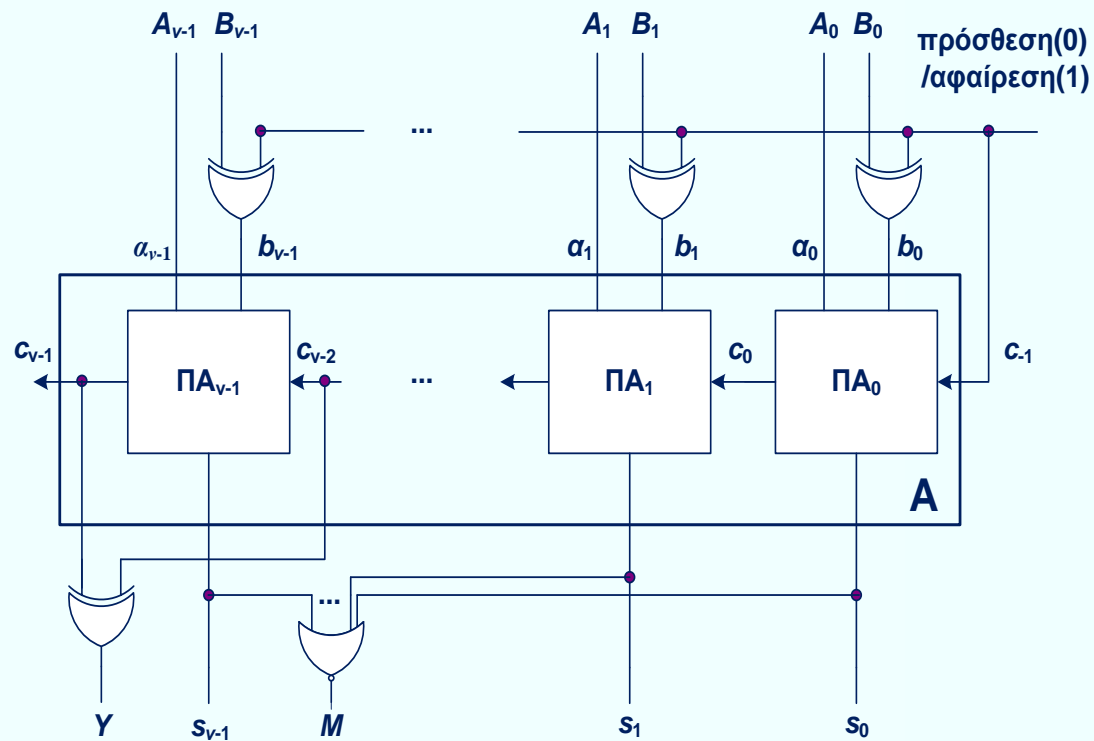 A_{ν-1} B_{ν-1} A_1 B_1 A_0 B_0 πρόσθεση(0)
/αφαίρεση(1)
... 
α_{ν-1} b_{ν-1} α_1 b_1 α_0 b_0
c_{ν-1} ΠΑ_{ν-1} c_{ν-2} ... ΠΑ_1 c_0 ΠΑ_0 c_{-1}
A
...
Y s_{ν-1} M s_1 s_0